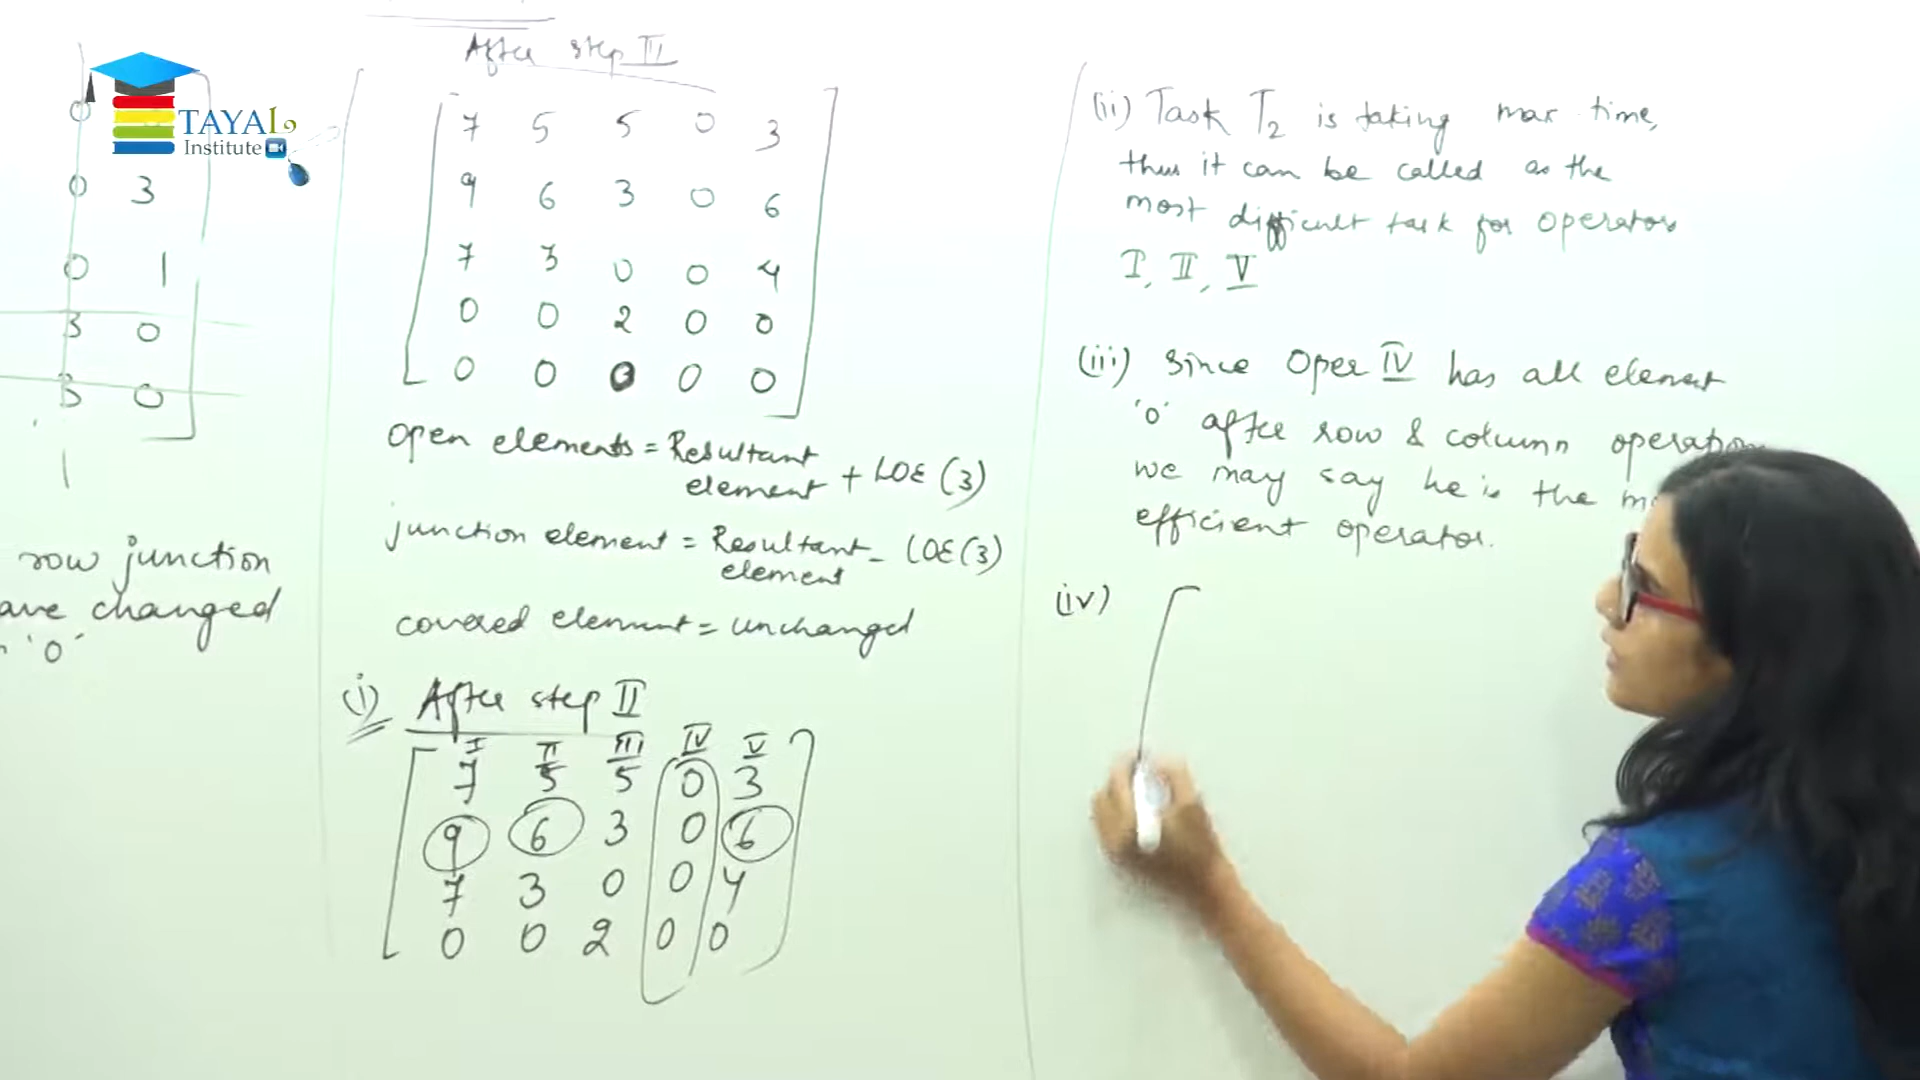 TAYAL
Institute
0
0 3
0 1
3 0
3 0
1
row junction
ave changed
'0'
After step II
7 5 5 0 3
9 6 3 0 6
7 3 0 0 4
0 0 2 0 0
0 0 0 0 0
open elements = Resultant
element + LOE (3)
junction element = Resultant - LOE (3)
element
covered element = unchanged
(i) After step II
I II III IV V
7 5 5 0 3
9 6 3 0 6
7 3 0 0 4
0 0 2 0 0
(ii) Task T2 is taking max time,
thus it can be called as the
most difficult task for operators
I, II, V
(iii) Since Oper IV has all element
'0' after row & column operation
we may say he is the
efficient operator.
(iv)